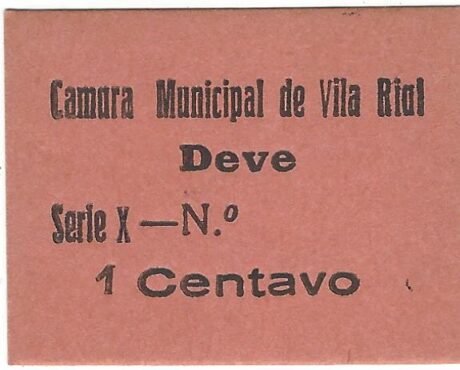 Camara Municipal de Vila Rial
Deve
Serie X — N.º
1 Centavo